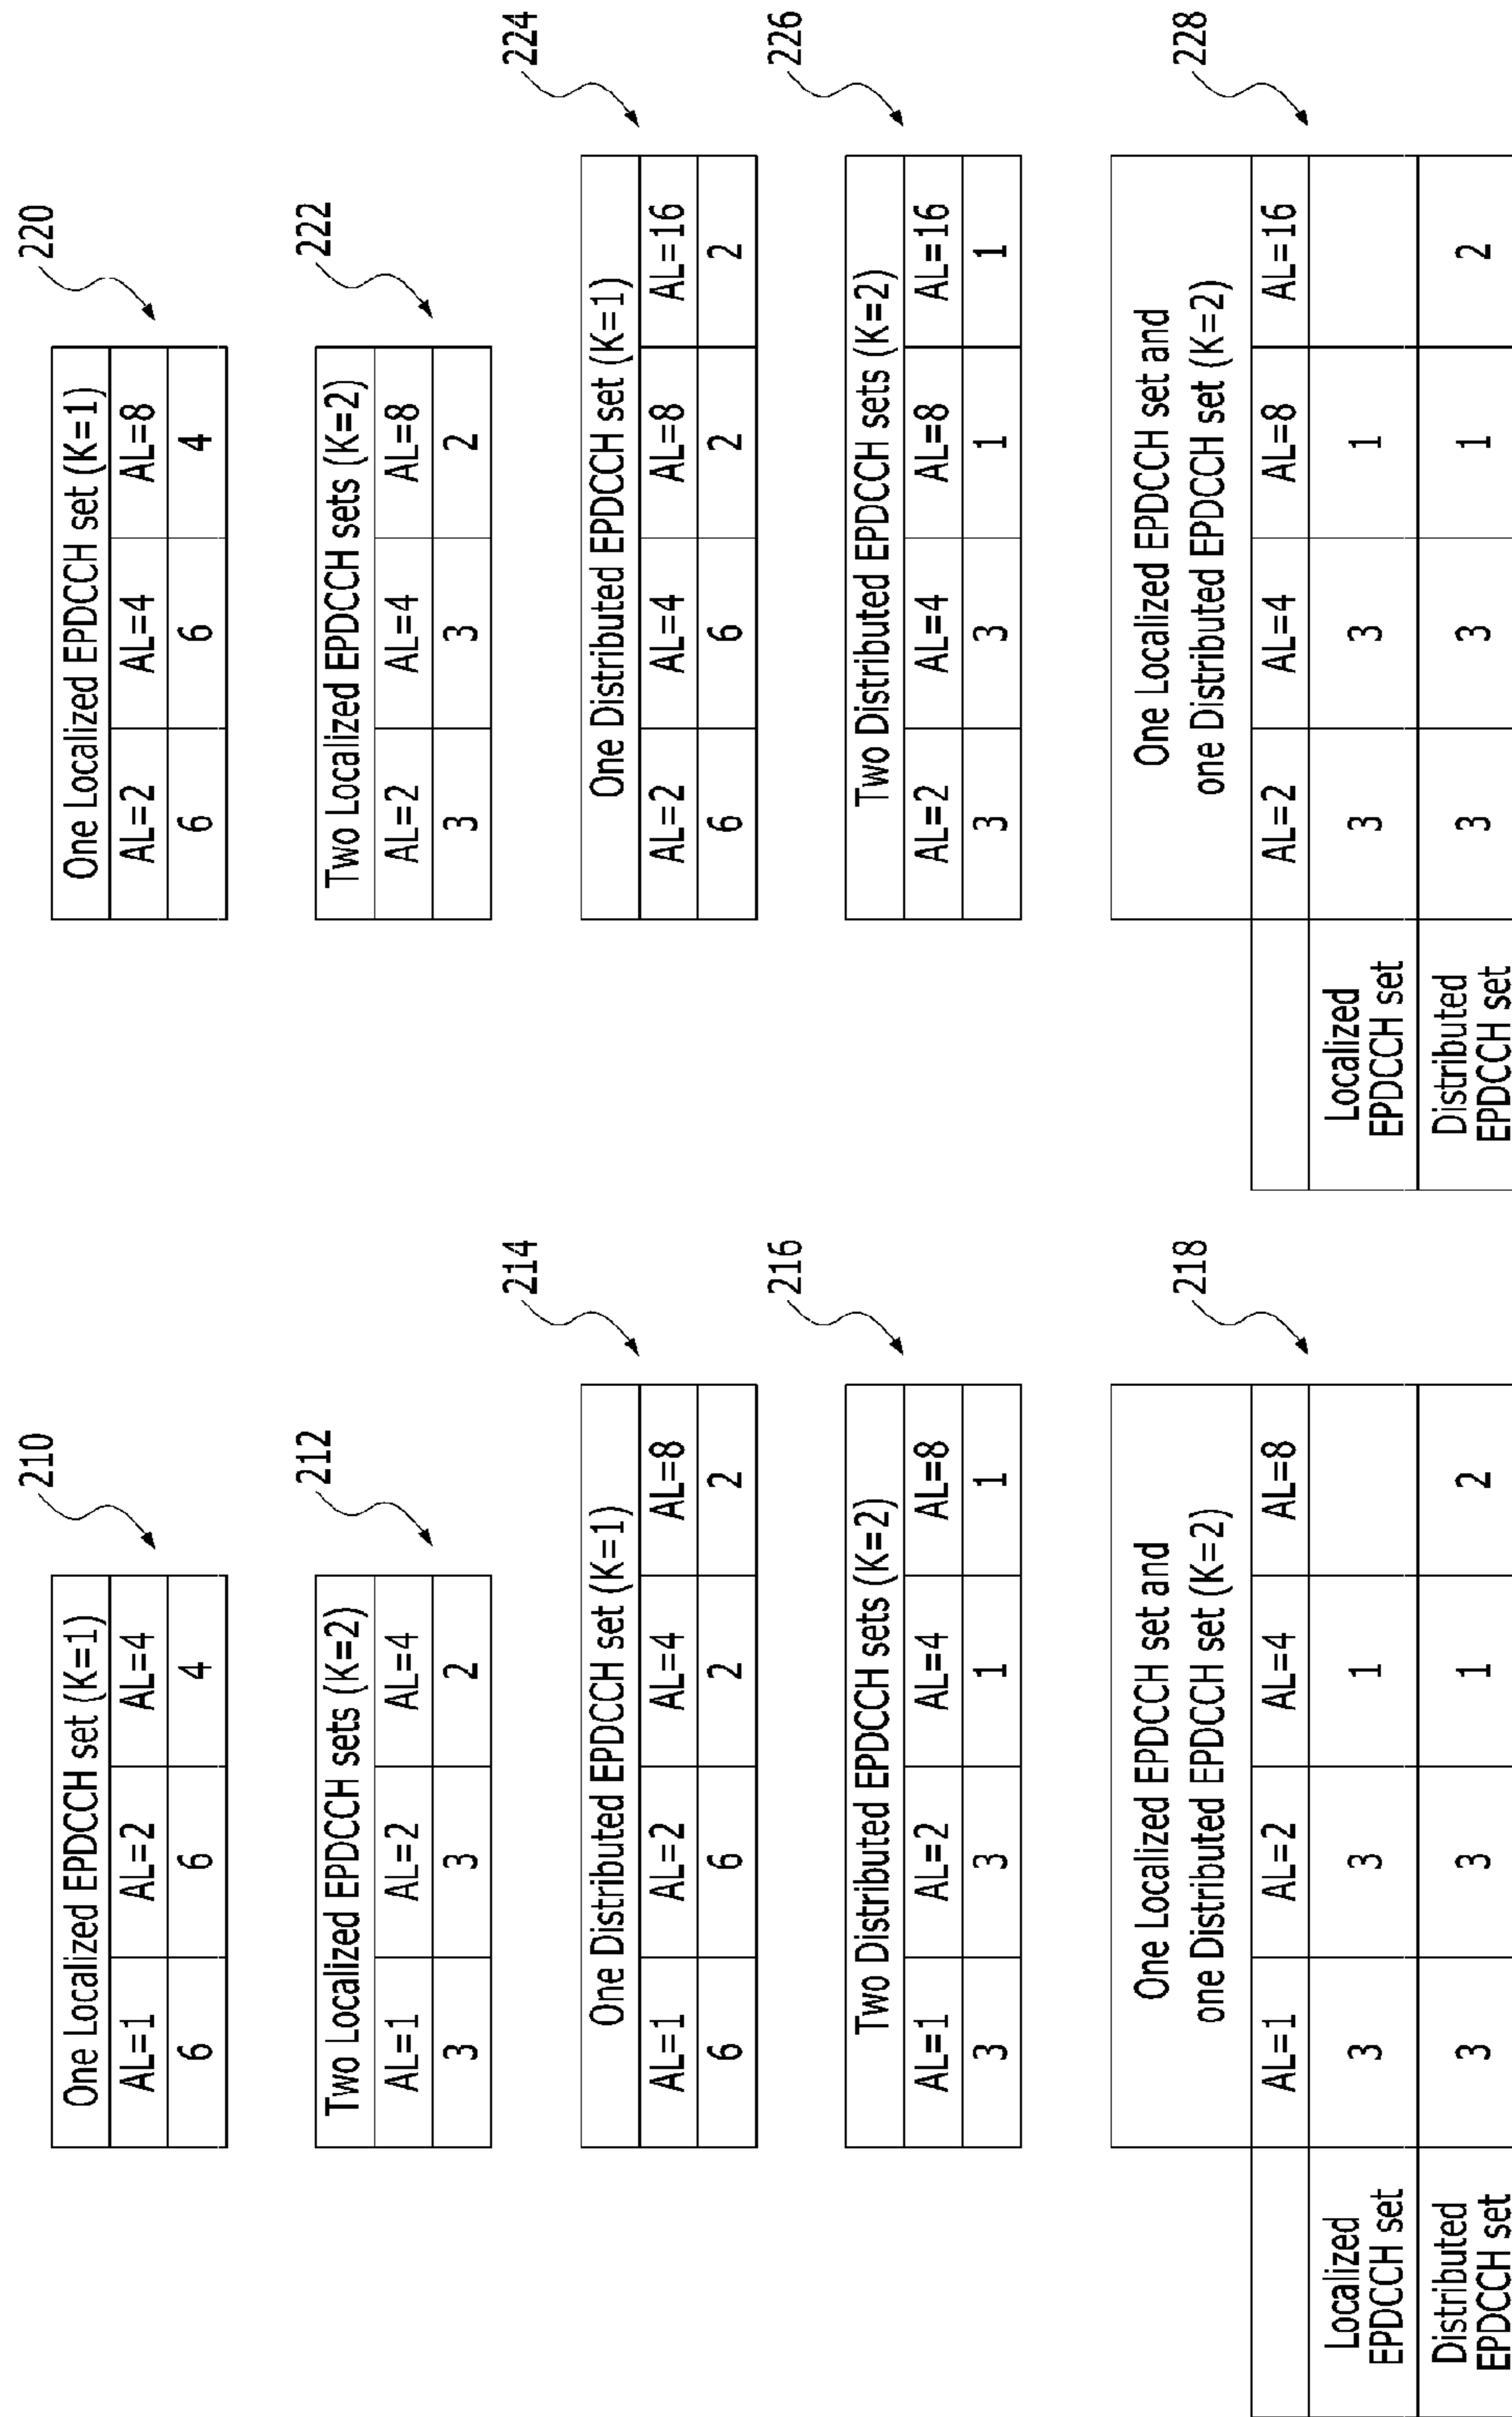 210
One Localized EPDCCH set (K=1)
AL=1 AL=2 AL=4
6 6 4
212
Two Localized EPDCCH sets (K=2)
AL=1 AL=2 AL=4
3 3 2
214
One Distributed EPDCCH set (K=1)
AL=1 AL=2 AL=4 AL=8
6 6 2 2
216
Two Distributed EPDCCH sets (K=2)
AL=1 AL=2 AL=4 AL=8
3 3 1 1
218
One Localized EPDCCH set and
one Distributed EPDCCH set (K=2)
AL=1 AL=2 AL=4 AL=8
Localized
EPDCCH set
3 3 1
Distributed
EPDCCH set
3 3 1 2
220
One Localized EPDCCH set (K=1)
AL=2 AL=4 AL=8
6 6 4
222
Two Localized EPDCCH sets (K=2)
AL=2 AL=4 AL=8
3 3 2
224
One Distributed EPDCCH set (K=1)
AL=2 AL=4 AL=8 AL=16
6 6 2 2
226
Two Distributed EPDCCH sets (K=2)
AL=2 AL=4 AL=8 AL=16
3 3 1 1
228
One Localized EPDCCH set and
one Distributed EPDCCH set (K=2)
AL=2 AL=4 AL=8 AL=16
Localized
EPDCCH set
3 3 1
Distributed
EPDCCH set
3 3 1 2